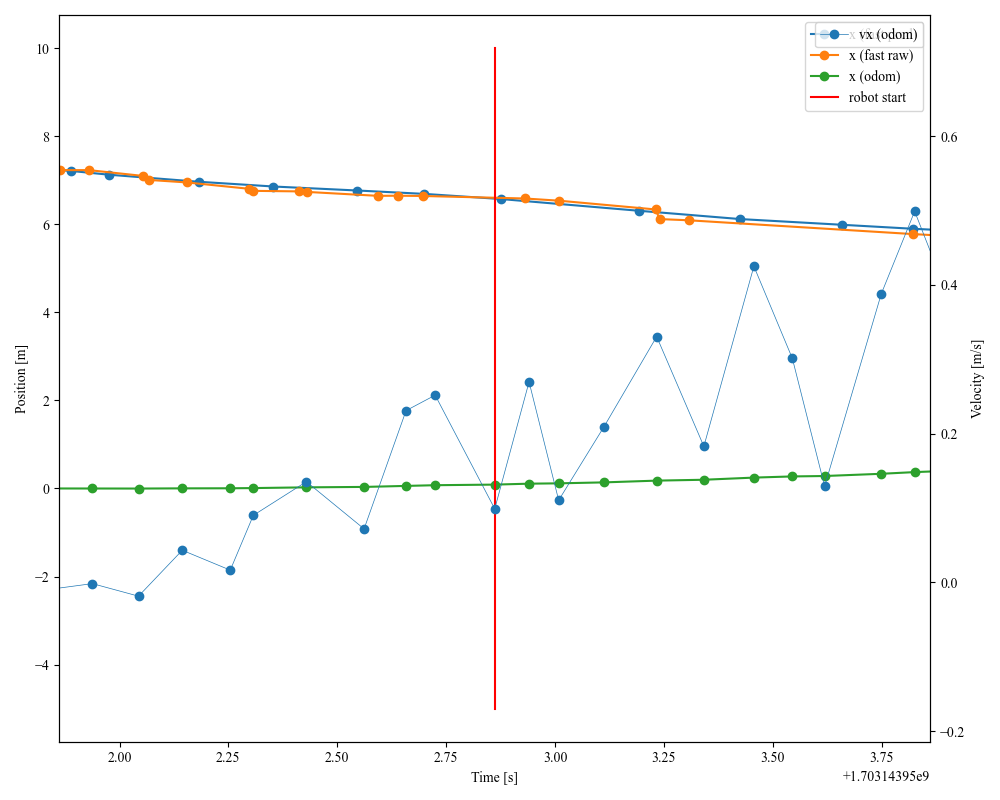 vx (odom)
x (fast raw)
x (odom)
robot start
10
8
6
4
2
0
−2
−4
Position [m]
0.6
0.4
0.2
0.0
−0.2
Velocity [m/s]
2.00 2.25 2.50 2.75 3.00 3.25 3.50 3.75
Time [s]
+1.70314395e9